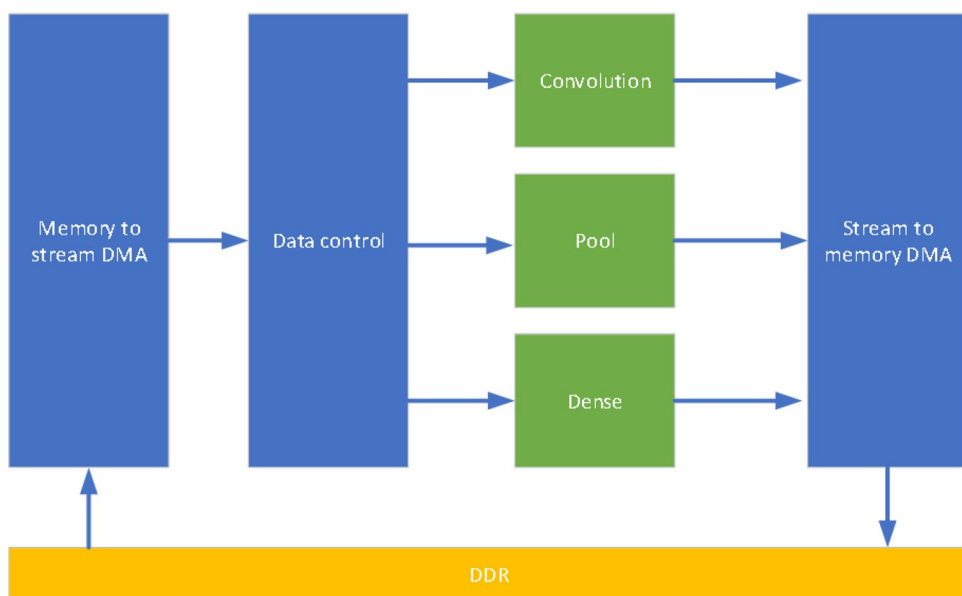 Convolution
Memory to
stream DMA
Data control
Pool
Stream to
memory DMA
Dense
DDR